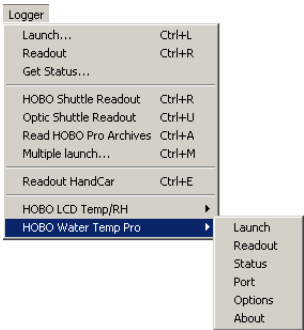 Logger
Launch... Ctrl+L
Readout Ctrl+R
Get Status...
HOBO Shuttle Readout Ctrl+R
Optic Shuttle Readout Ctrl+U
Read HOBO Pro Archives Ctrl+A
Multiple launch... Ctrl+M
Readout HandCar Ctrl+E
HOBO LCD Temp/RH
HOBO Water Temp Pro
Launch
Readout
Status
Port
Options
About